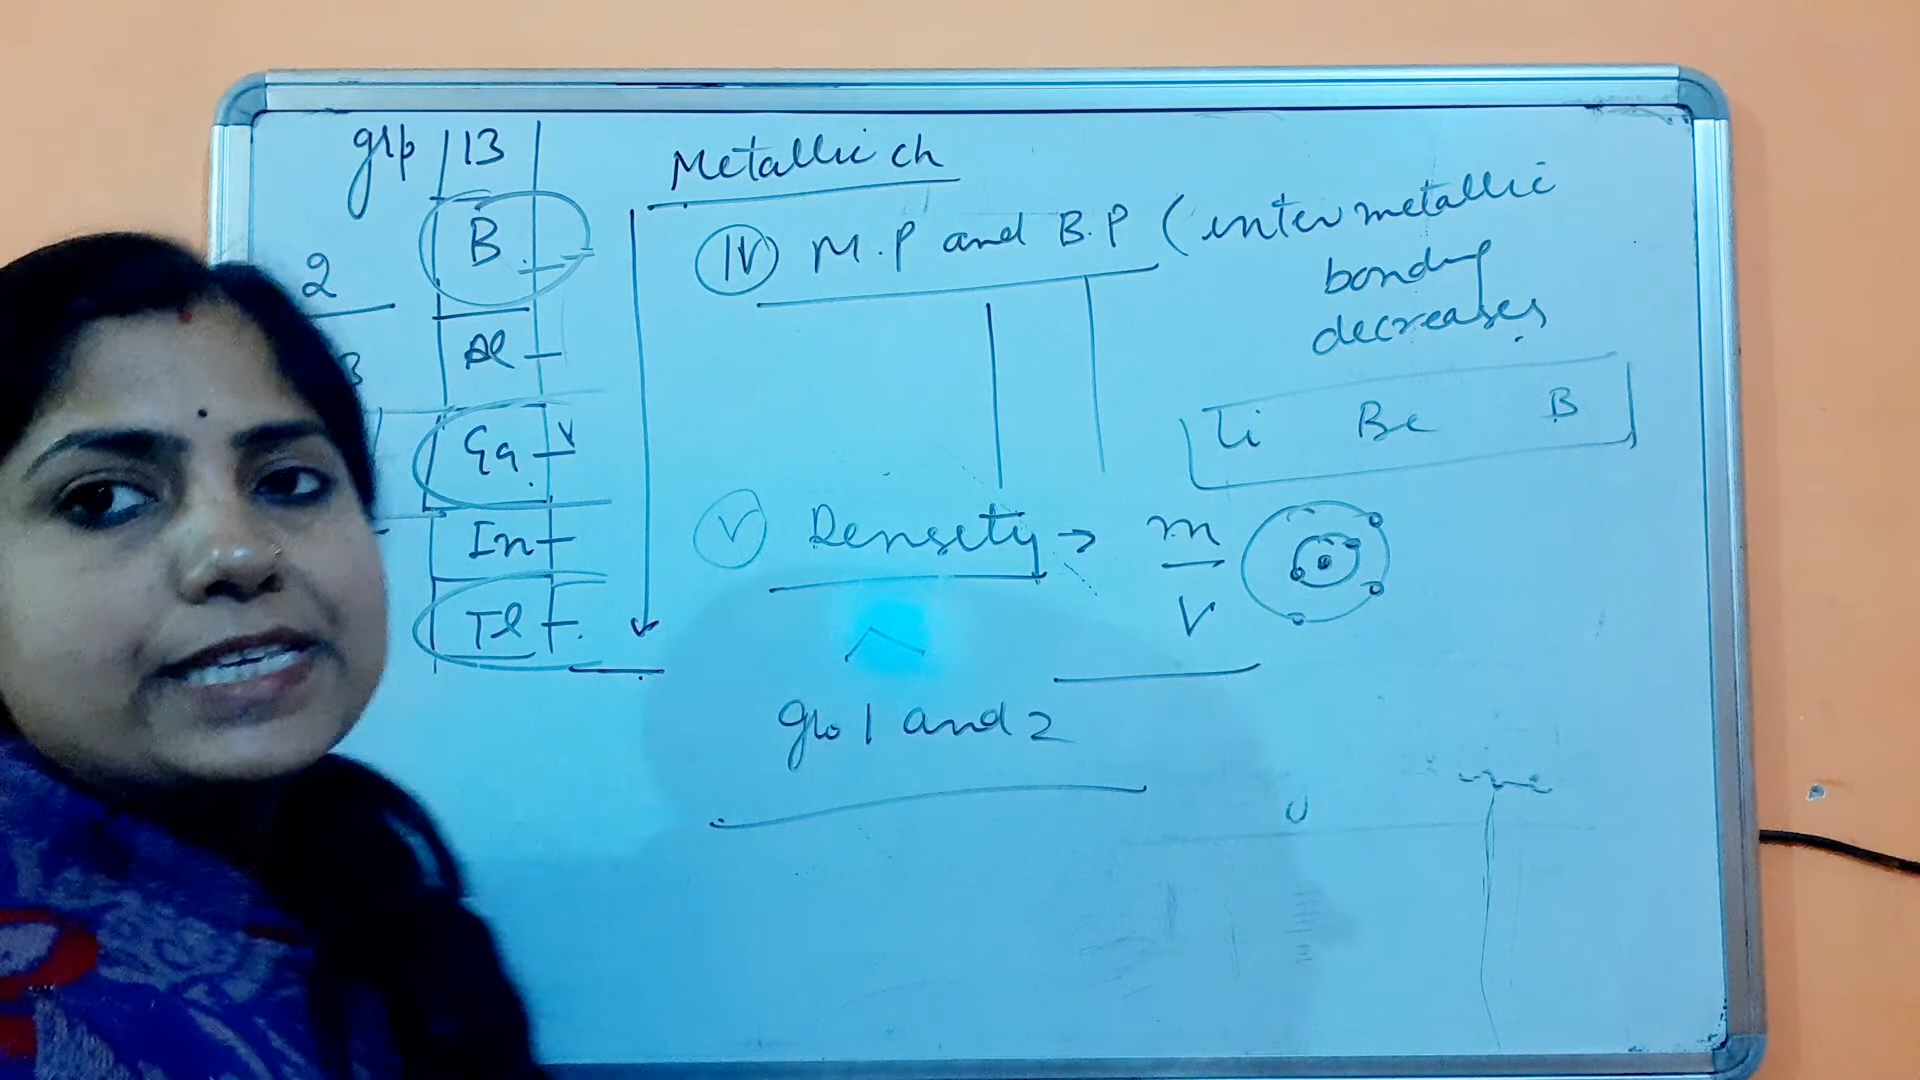 grp 13
2
B
Al
Ga
In
Tl
Metallic ch
IV M.P and B.P (inter metallic
bonding
decreases
Li Be B
V Density → m
V
gro 1 and 2